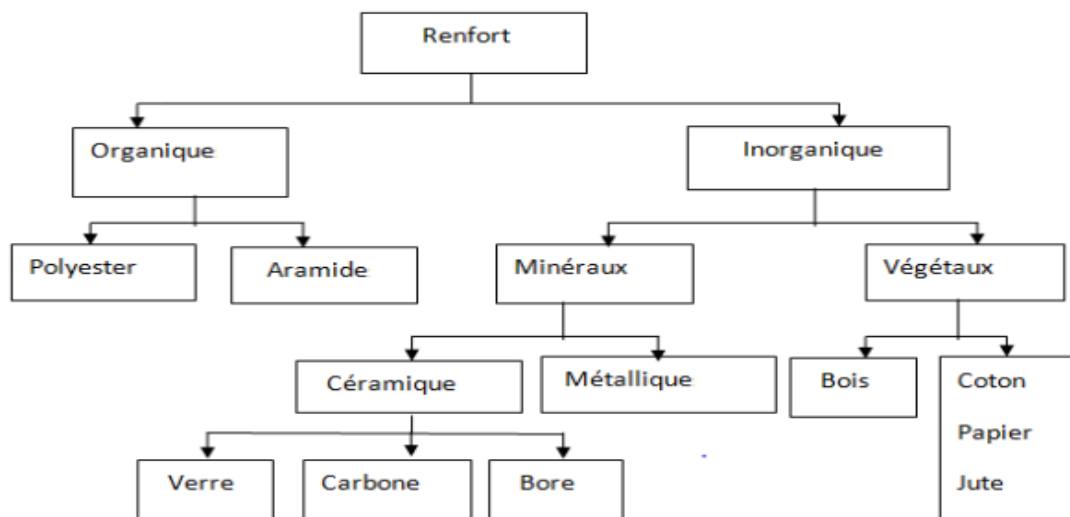 Renfort
Organique
Inorganique
Polyester
Aramide
Minéraux
Végétaux
Céramique
Métallique
Bois
Coton
Papier
Jute
Verre
Carbone
Bore